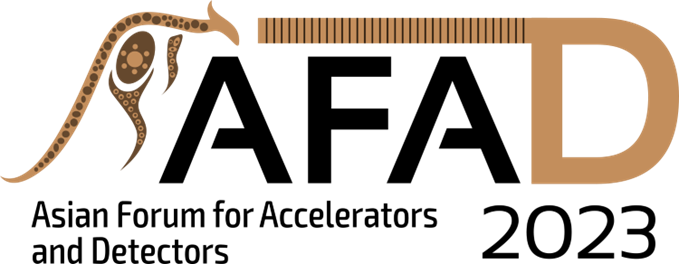 AFAD
Asian Forum for Accelerators
and Detectors
2023